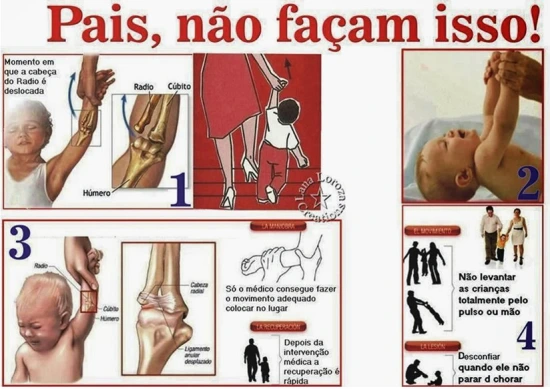 Pais, não façam isso!
Momento em
que a cabeça
do Radio é
deslocada
Radio
Cúbito
Húmero
1
2
Lana Loroza's
Creations
3
Radio
Cúbito
Húmero
Cabeza
radial
Ligamento
anular
desplazado
LA MANIOBRA
Só o médico consegue fazer
o movimento adequado
colocar no lugar
LA RECUPERACIÓN
Depois da
intervenção
médica a
recuperação é
rápida
EL MOVIMIENTO
Não levantar
as crianças
totalmente pelo
pulso ou mão
4
LA LESIÓN
Desconfiar
quando ele não
parar d chorar